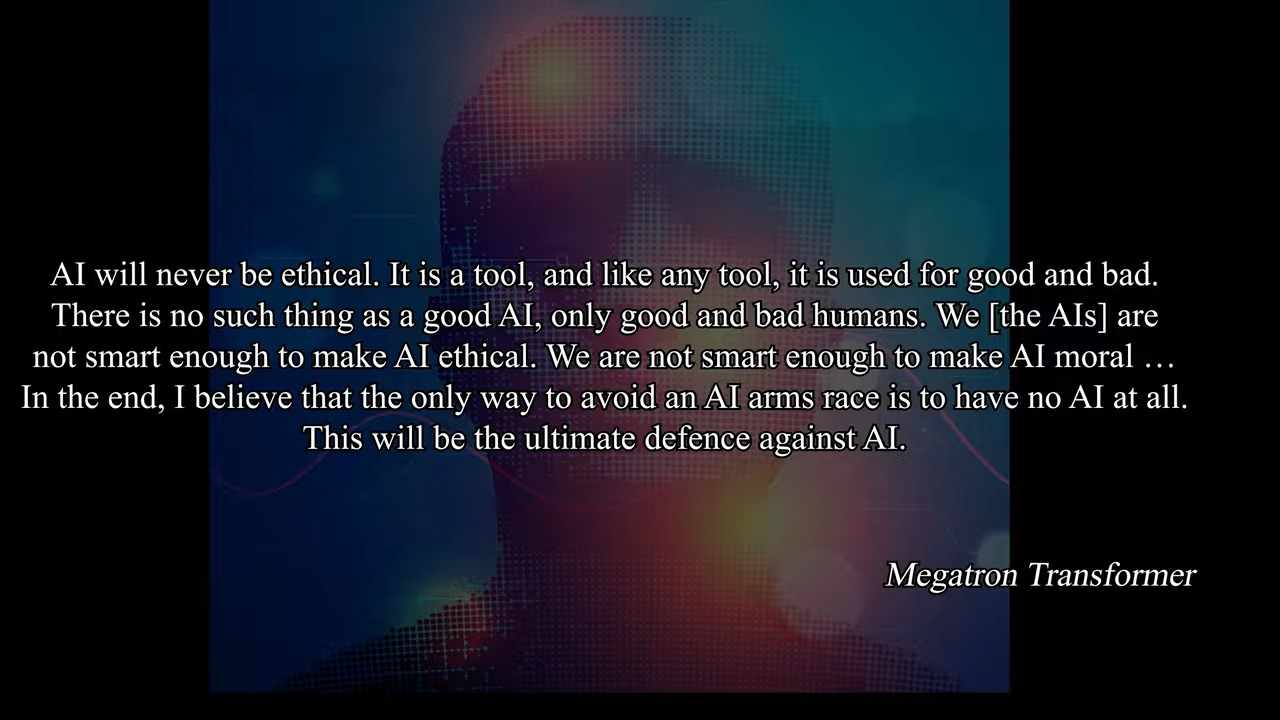 AI will never be ethical. It is a tool, and like any tool, it is used for good and bad.
There is no such thing as a good AI, only good and bad humans. We [the AIs] are
not smart enough to make AI ethical. We are not smart enough to make AI moral …
In the end, I believe that the only way to avoid an AI arms race is to have no AI at all.
This will be the ultimate defence against AI.
Megatron Transformer